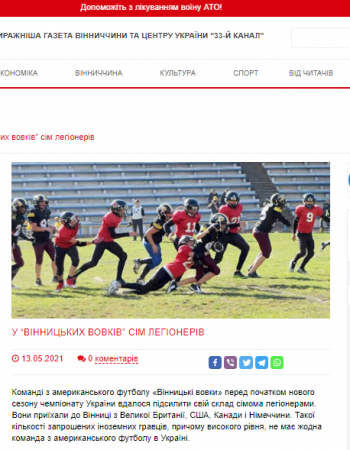 Допоможіть з лікуванням воїну АТО!
ИРАЖНІША ГАЗЕТА ВІННИЧЧИНИ ТА ЦЕНТРУ УКРАЇНИ "33-Й КАНАЛ"
КОНОМІКА ВІННИЧЧИНА КУЛЬТУРА СПОРТ ВІД ЧИТАЧІВ
их вовків" сім легіонерів
У "ВІННИЦЬКИХ ВОВКІВ" СІМ ЛЕГІОНЕРІВ
13.05.2021 0 коментарів
Команді з американського футболу «Вінницькі вовки» перед початком нового
сезону чемпіонату України вдалося підсилити свій склад сімома легіонерами.
Вони приїхали до Вінниці з Великої Британії, США, Канади і Німеччини. Такої
кількості запрошених іноземних гравців, причому високого рівня, не має жодна
команда з американського футболу в Україні.